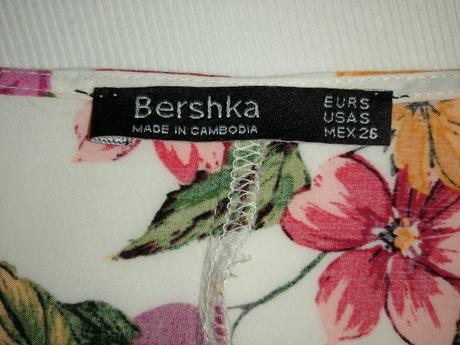 Bershka
MADE IN CAMBODIA
EUR S
USA S
MEX 26